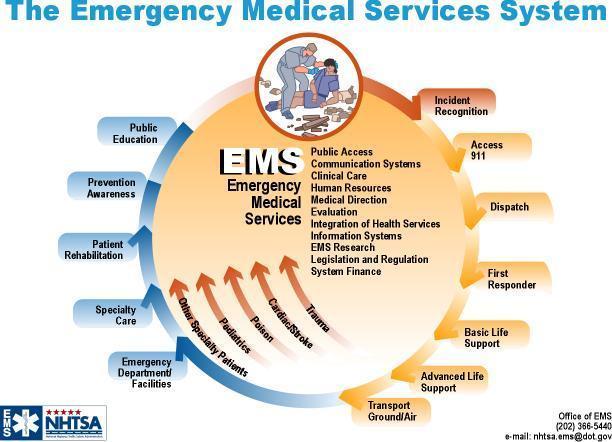 The Emergency Medical Services System
Incident
Recognition
Access
911
Dispatch
First
Responder
Basic Life
Support
Advanced Life
Support
Transport
Ground/Air
Emergency
Department/
Facilities
Specialty
Care
Patient
Rehabilitation
Prevention
Awareness
Public
Education
EMS
Emergency
Medical
Services
Public Access
Communication Systems
Clinical Care
Human Resources
Medical Direction
Evaluation
Integration of Health Services
Information Systems
EMS Research
Legislation and Regulation
System Finance
Other Specialty Patients
Pediatrics
Poison
Cardiac/Stroke
Trauma
EMS
NHTSA
Office of EMS
(202) 366-5440
e-mail: nhtsa.ems@dot.gov